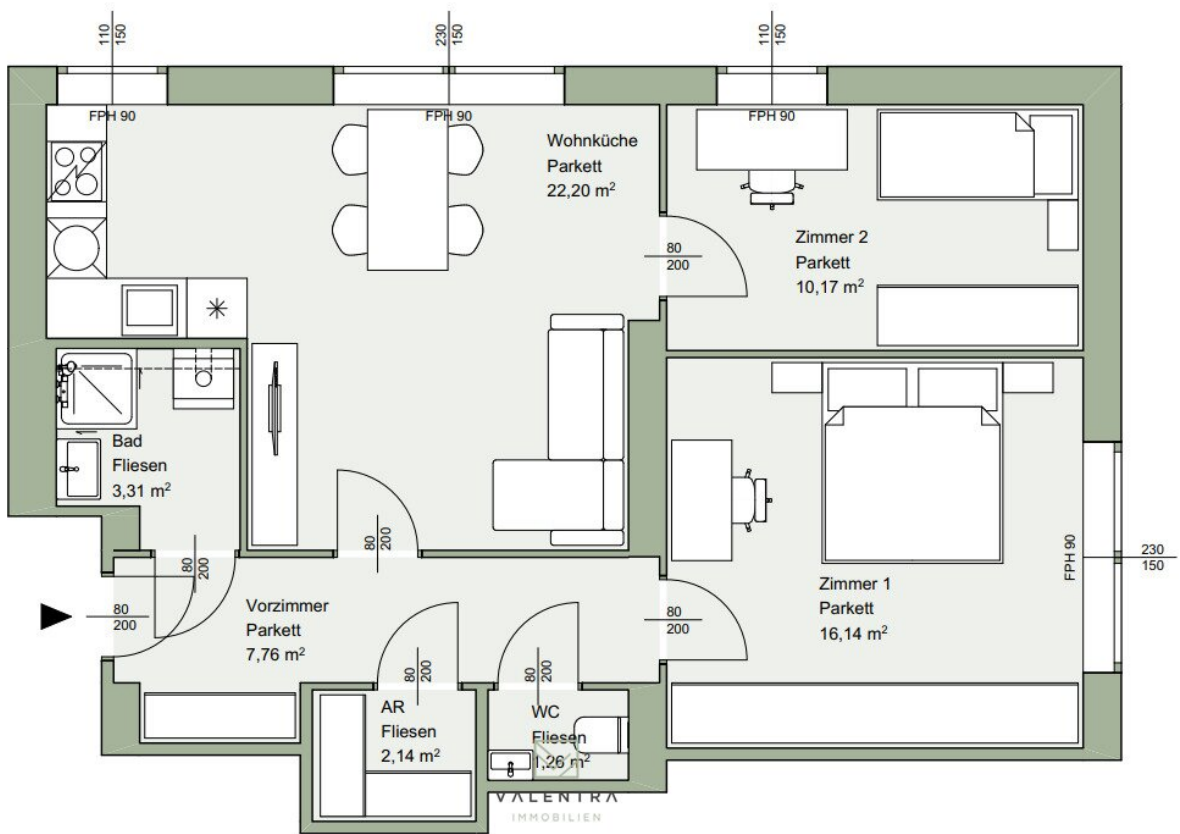 110
150
230
150
110
150
FPH 90
FPH 90
FPH 90
Wohnküche
Parkett
22,20 m²
80
200
Zimmer 2
Parkett
10,17 m²
Bad
Fliesen
3,31 m²
80
200
80
200
FPH 90
230
150
80
200
Vorzimmer
Parkett
7,76 m²
80
200
Zimmer 1
Parkett
16,14 m²
80
200
80
200
AR
Fliesen
2,14 m²
WC
Fliesen
1,26 m²
VALENTRA
IMMOBILIEN